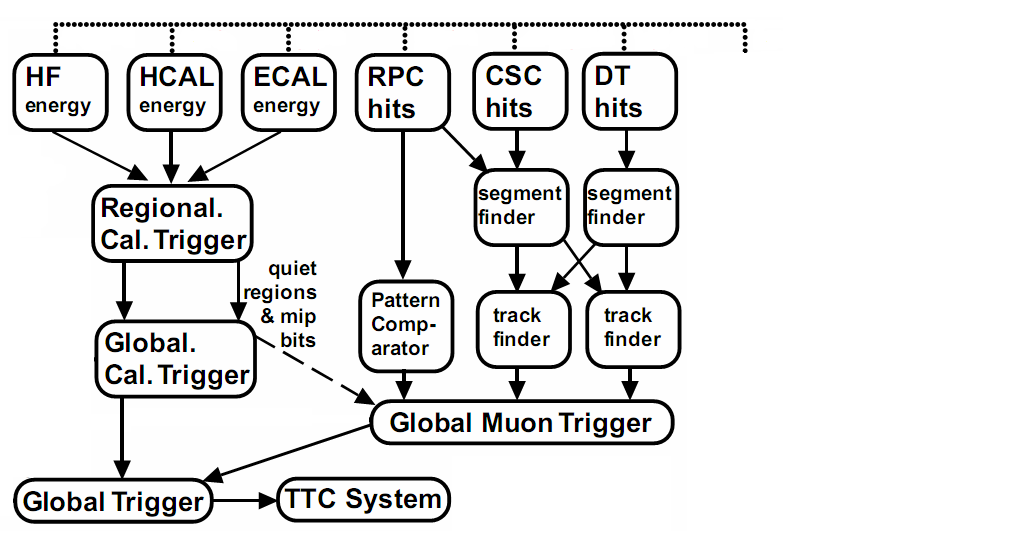 HF
energy
HCAL
energy
ECAL
energy
RPC
hits
CSC
hits
DT
hits
segment
finder
segment
finder
Regional.
Cal. Trigger
quiet
regions
& mip
bits
Pattern
Comp-
arator
track
finder
track
finder
Global.
Cal. Trigger
Global Muon Trigger
Global Trigger
TTC System